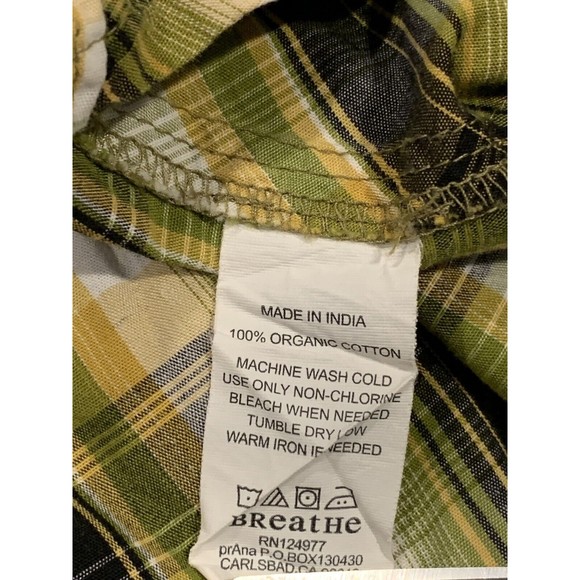 MADE IN INDIA
100% ORGANIC COTTON
MACHINE WASH COLD
USE ONLY NON-CHLORINE
BLEACH WHEN NEEDED
TUMBLE DRY LOW
WARM IRON IF NEEDED
BReatHe
RN124977
prAna P.O.BOX130430
CARLSBAD,CA